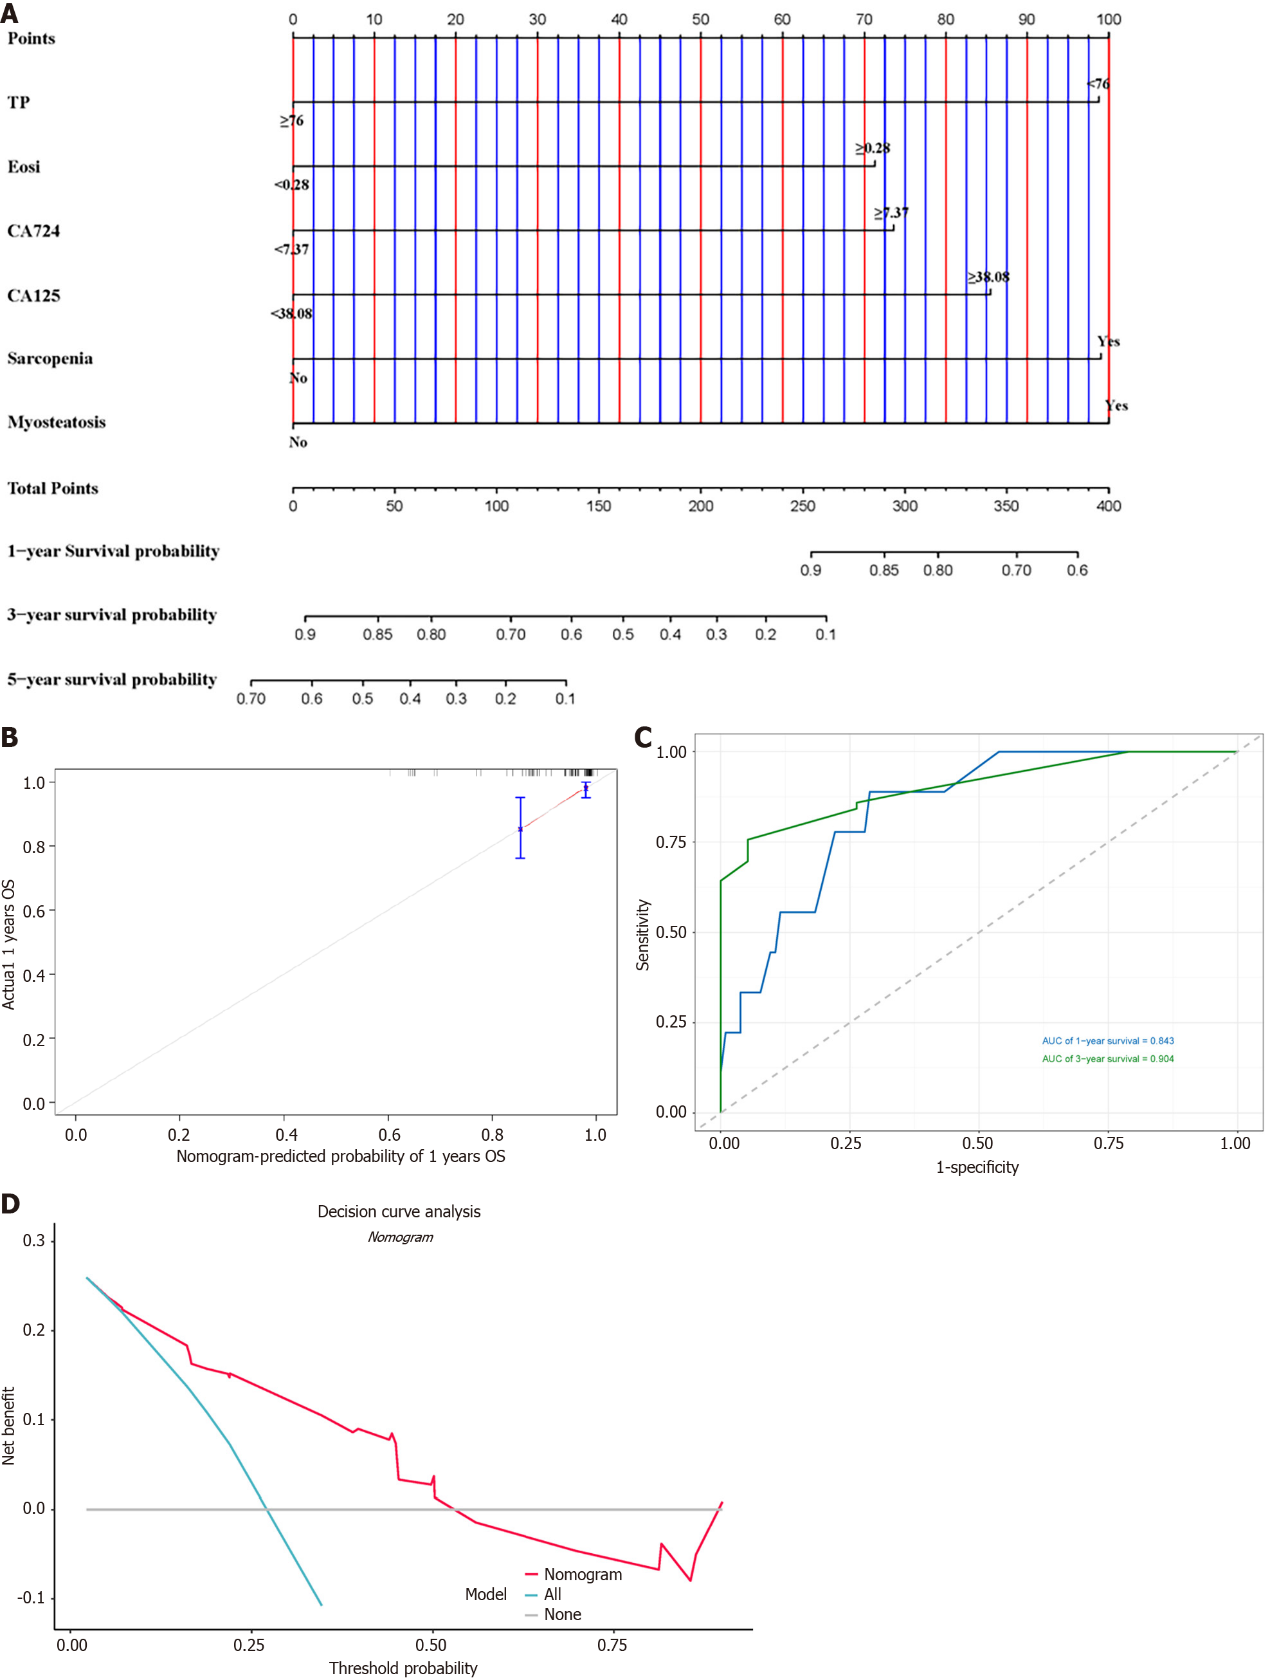 A
0 10 20 30 40 50 60 70 80 90 100
Points
<76
TP
≥76
≥0.28
Eosi
<0.28
≥7.37
CA724
<7.37
≥38.08
CA125
<38.08
Yes
Sarcopenia
No
Yes
Myosteatosis
No
Total Points
0 50 100 150 200 250 300 350 400
1−year Survival probability
0.9 0.85 0.80 0.70 0.6
3−year survival probability
0.9 0.85 0.80 0.70 0.6 0.5 0.4 0.3 0.2 0.1
5−year survival probability
0.70 0.6 0.5 0.4 0.3 0.2 0.1
B
1.0
0.8
0.6
0.4
0.2
0.0
Actua1 1 years OS
0.0 0.2 0.4 0.6 0.8 1.0
Nomogram-predicted probability of 1 years OS
C
1.00
0.75
0.50
0.25
0.00
Sensitivity
AUC of 1−year survival = 0.843
AUC of 3−year survival = 0.904
0.00 0.25 0.50 0.75 1.00
1-specificity
D
Decision curve analysis
Nomogram
0.3
0.2
0.1
0.0
-0.1
Net benefit
Model
Nomogram
All
None
0.00 0.25 0.50 0.75
Threshold probability